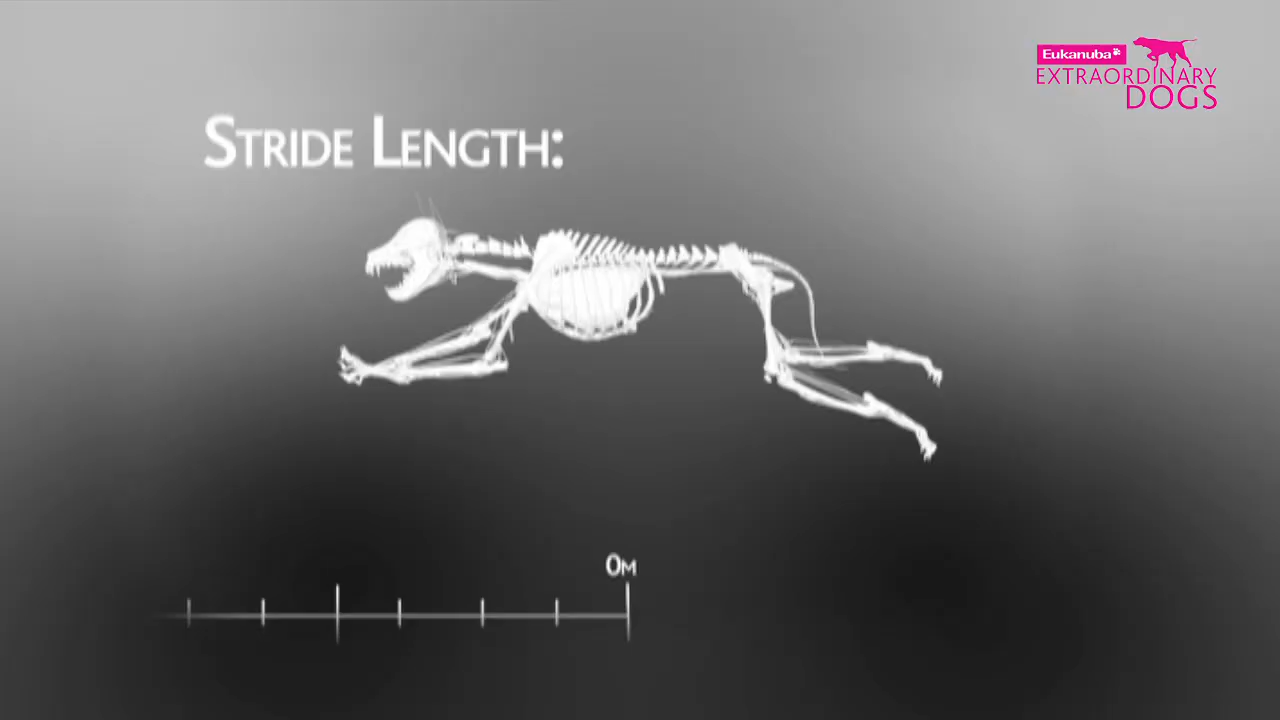 Eukanuba
EXTRAORDINARY
DOGS
STRIDE LENGTH:
0M